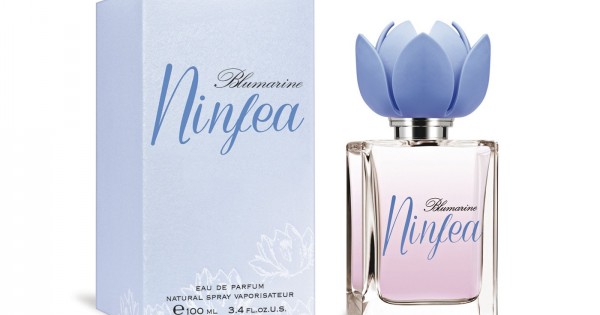 Blumarine
Ninfea
EAU DE PARFUM
NATURAL SPRAY VAPORISATEUR
℮ 100 ML 3.4 FL.OZ.U.S.
Blumarine
Ninfea